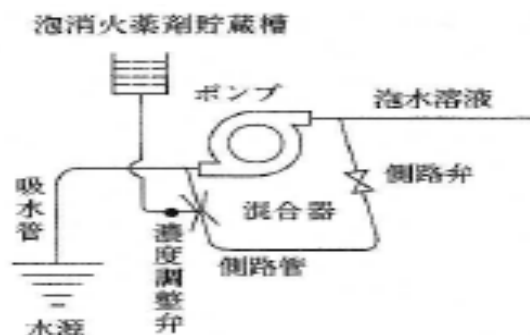 泡消火薬剤貯蔵槽
ポンプ
泡水溶液
側路弁
吸水管
混合器
濃度調整弁
側路管
水源